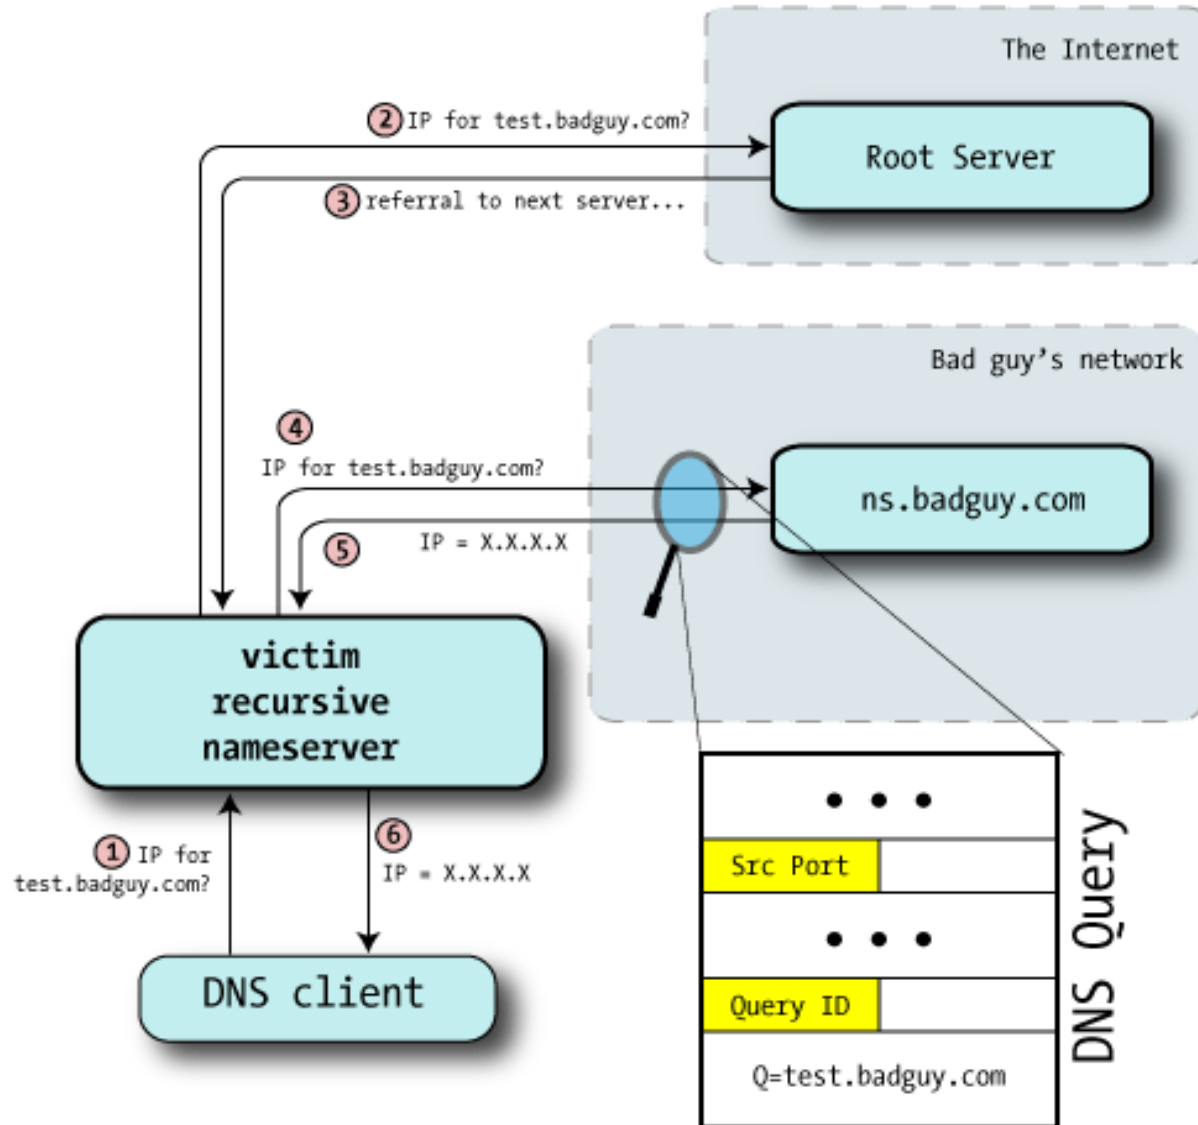 The Internet
2 IP for test.badguy.com?
Root Server
3 referral to next server...
Bad guy's network
4
IP for test.badguy.com?
ns.badguy.com
5 IP = X.X.X.X
victim
recursive
nameserver
1 IP for
test.badguy.com?
6
IP = X.X.X.X
DNS client
Src Port
Query ID
Q=test.badguy.com
DNS Query